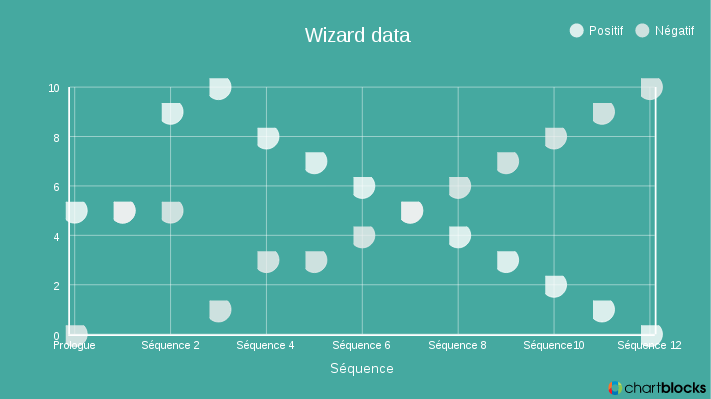 Wizard data
Positif Négatif
10
8
6
4
2
0
Prologue Séquence 2 Séquence 4 Séquence 6 Séquence 8 Séquence10 Séquence 12
Séquence
chartblocks